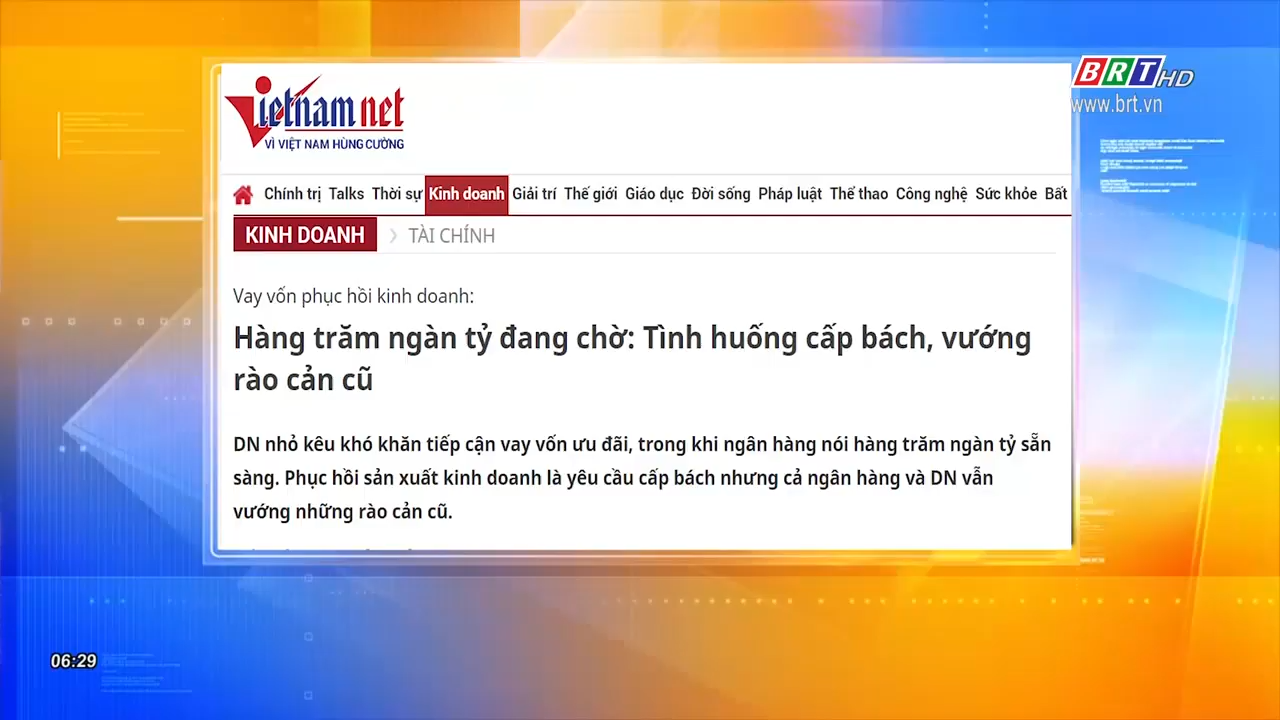 BRT HD
www.brt.vn
Vietnam net
VÌ VIỆT NAM HÙNG CƯỜNG
Chính trị Talks Thời sự Kinh doanh Giải trí Thế giới Giáo dục Đời sống Pháp luật Thể thao Công nghệ Sức khỏe Bất
KINH DOANH › TÀI CHÍNH
Vay vốn phục hồi kinh doanh:
Hàng trăm ngàn tỷ đang chờ: Tình huống cấp bách, vướng
rào cản cũ
DN nhỏ kêu khó khăn tiếp cận vay vốn ưu đãi, trong khi ngân hàng nói hàng trăm ngàn tỷ sẵn
sàng. Phục hồi sản xuất kinh doanh là yêu cầu cấp bách nhưng cả ngân hàng và DN vẫn
vướng những rào cản cũ.
06:29